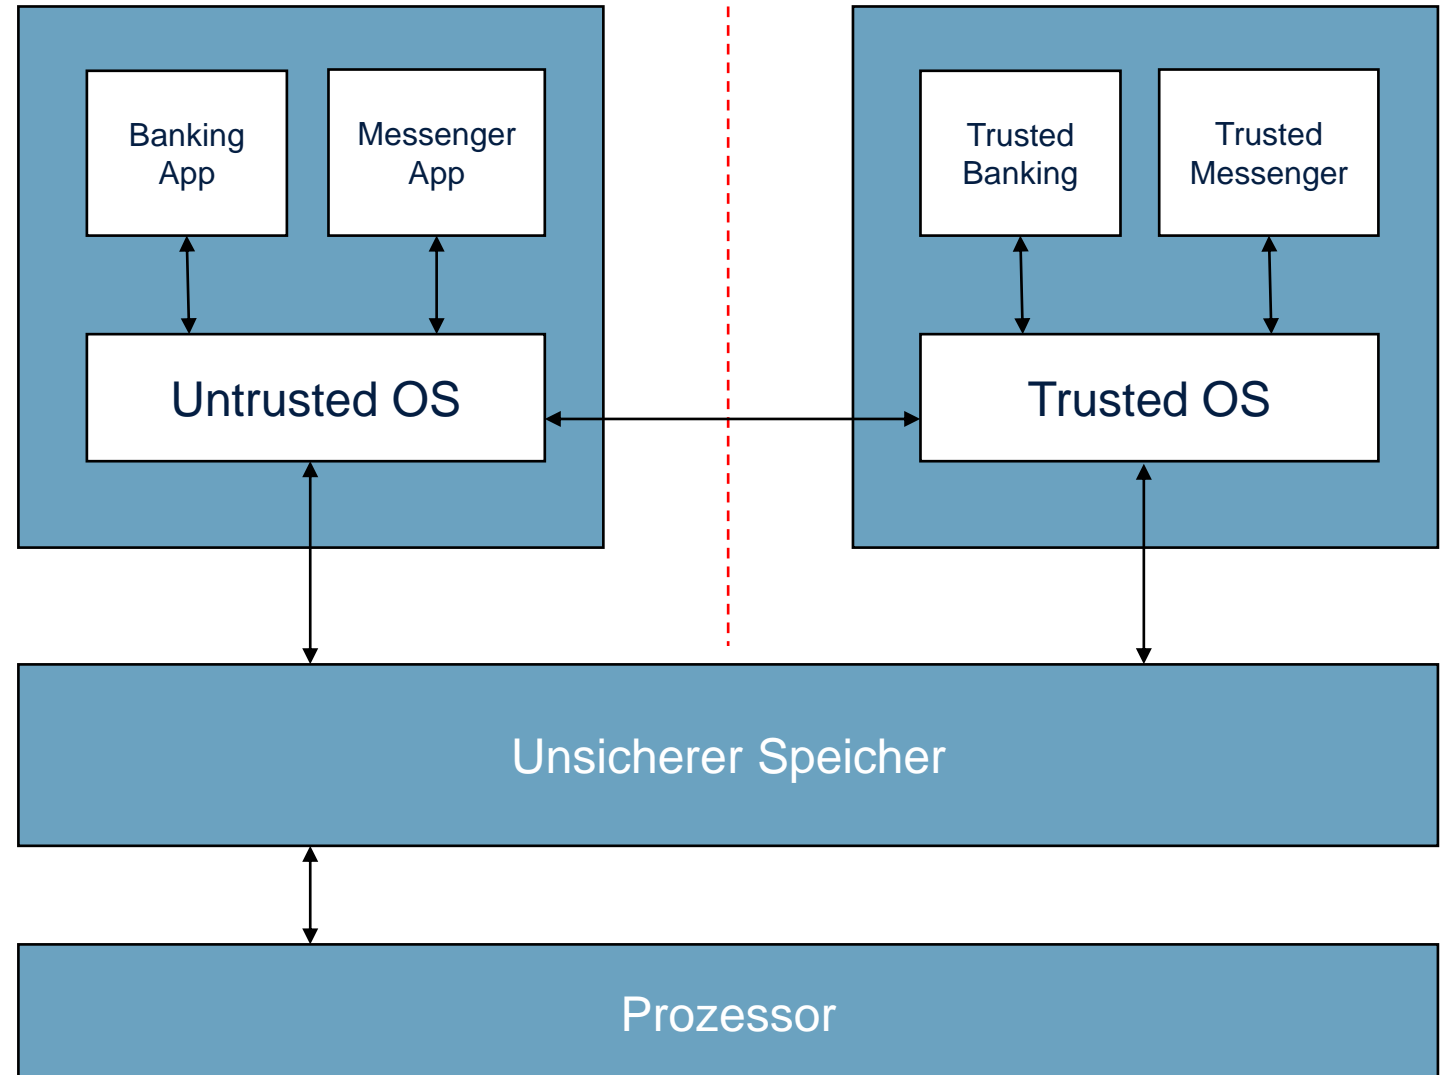 Banking
App
Messenger
App
Trusted
Banking
Trusted
Messenger
Untrusted OS
Trusted OS
Unsicherer Speicher
Prozessor